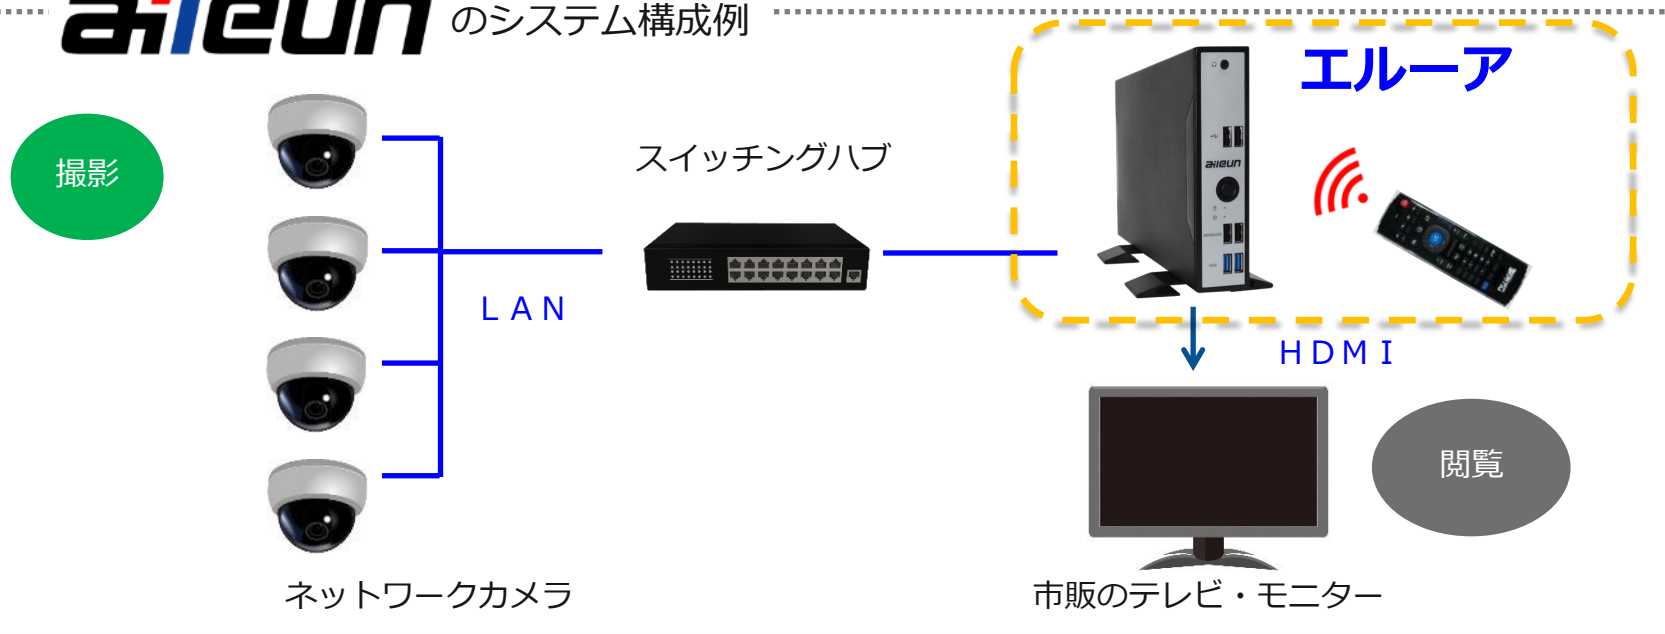 aileun のシステム構成例
エルーア
撮影
スイッチングハブ
aileun
ＬＡＮ
ＨＤＭＩ
閲覧
ネットワークカメラ
市販のテレビ・モニター